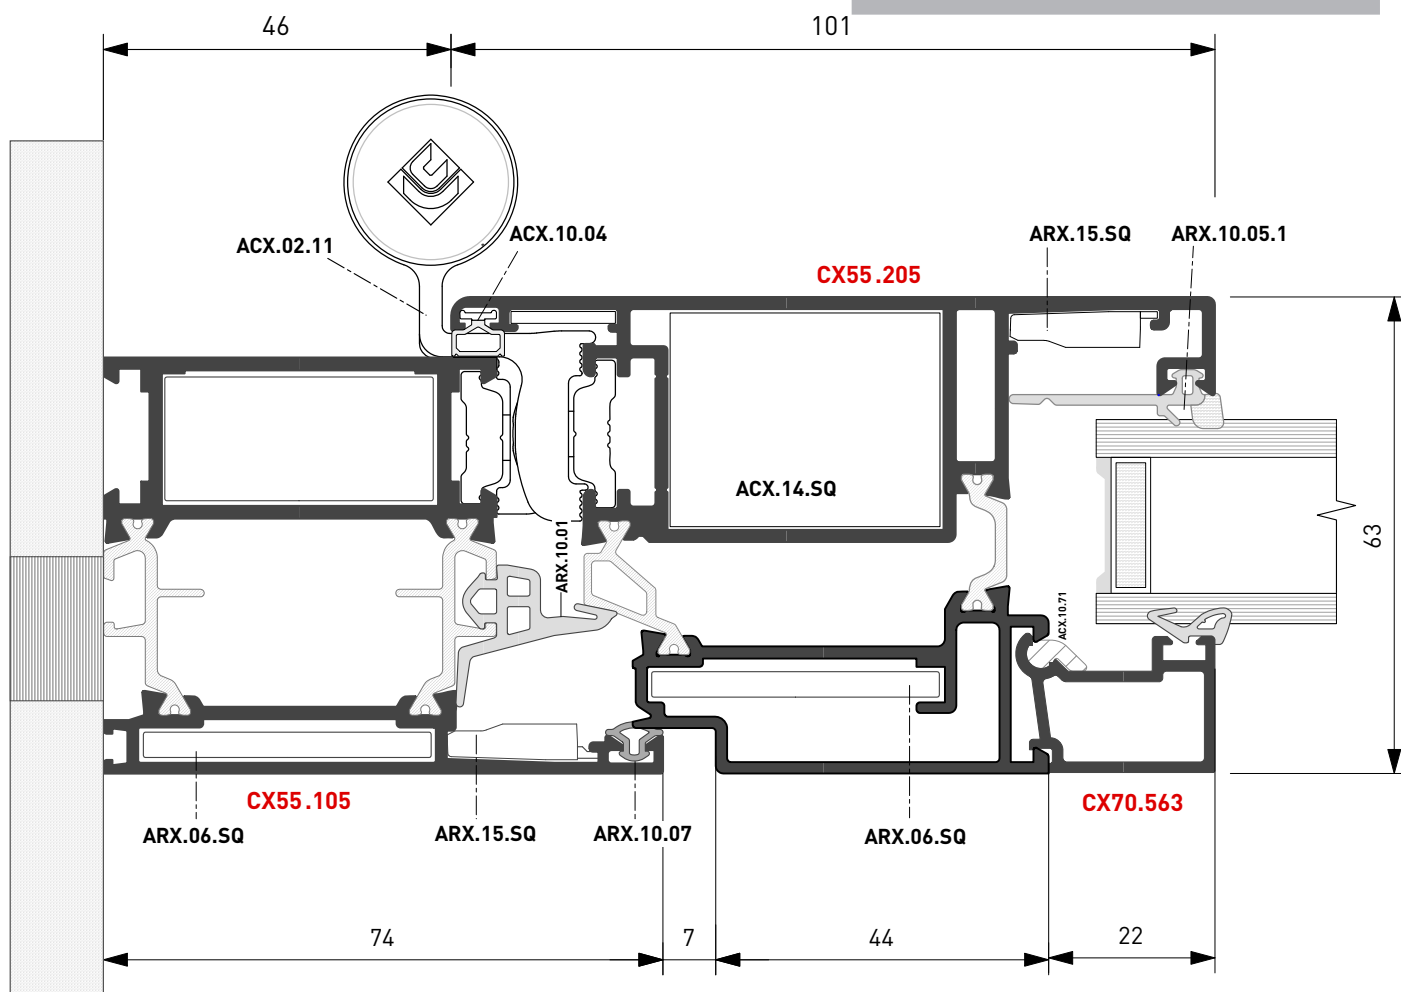 46
101
ACX.02.11
ACX.10.04
ARX.15.SQ
ARX.10.05.1
CX55.205
ACX.14.SQ
63
ARX.10.01
ACX.10.71
CX55.105
CX70.563
ARX.06.SQ
ARX.15.SQ
ARX.10.07
ARX.06.SQ
74
7
44
22